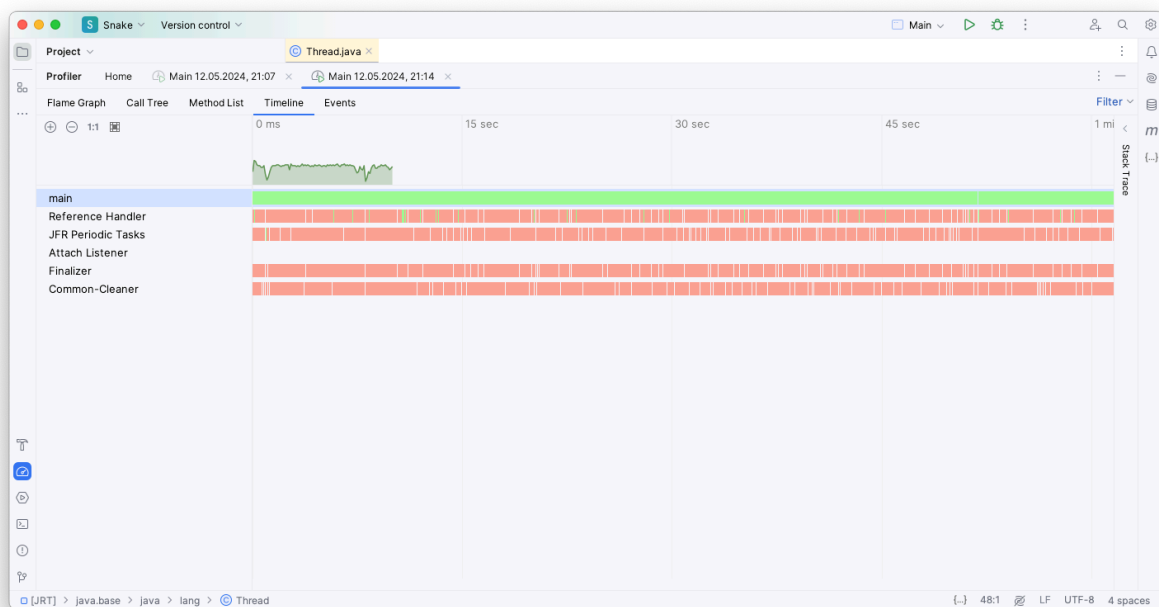 S Snake Version control Main
Project Thread.java
Profiler Home Main 12.05.2024, 21:07 Main 12.05.2024, 21:14
Flame Graph Call Tree Method List Timeline Events Filter
1:1 0 ms 15 sec 30 sec 45 sec 1 mi
Stack Trace
main
Reference Handler
JFR Periodic Tasks
Attach Listener
Finalizer
Common-Cleaner
[JRT] > java.base > java > lang > © Thread {..} 48:1 LF UTF-8 4 spaces